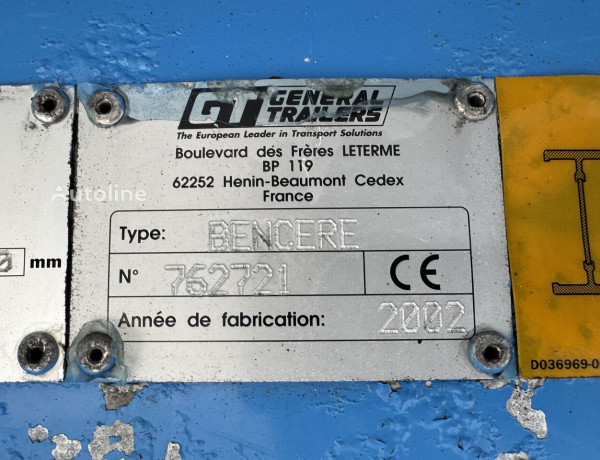 GT GENERAL TRAILERS
The European Leader in Transport Solutions
Boulevard dés Frères LETERME
BP 119
62252 Henin-Beaumont Cedex
France
Type: BENCERE
N° 762721 CE
Année de fabrication: 2002
mm
D036969-0
Autoline